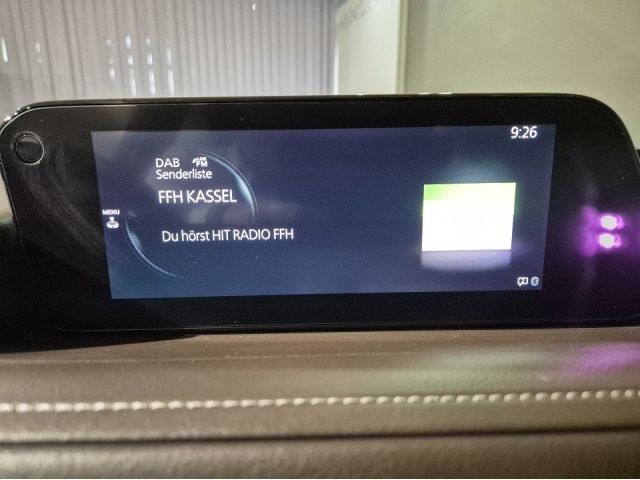 9:26
DAB FM
Senderliste
FFH KASSEL
MENU
Du hörst HIT RADIO FFH